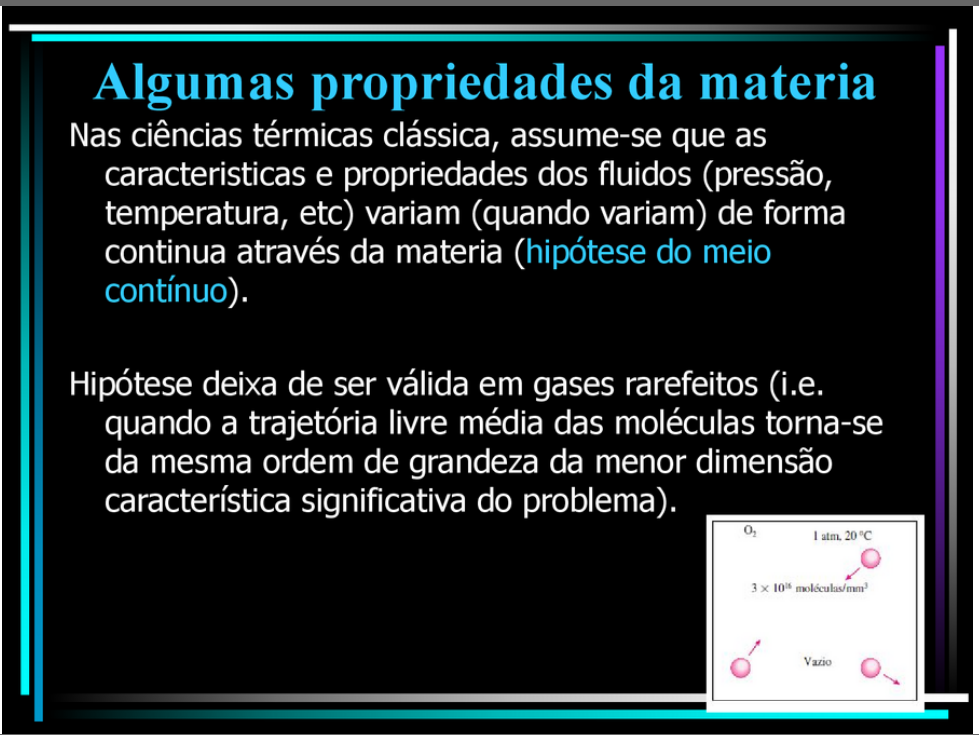 Algumas propriedades da materia
Nas ciências térmicas clássica, assume-se que as
caracteristicas e propriedades dos fluidos (pressão,
temperatura, etc) variam (quando variam) de forma
continua através da materia (hipótese do meio
contínuo).
Hipótese deixa de ser válida em gases rarefeitos (i.e.
quando a trajetória livre média das moléculas torna-se
da mesma ordem de grandeza da menor dimensão
característica significativa do problema).
O₂ 1 atm, 20 °C
3 × 10¹⁶ moléculas/mm³
Vazio